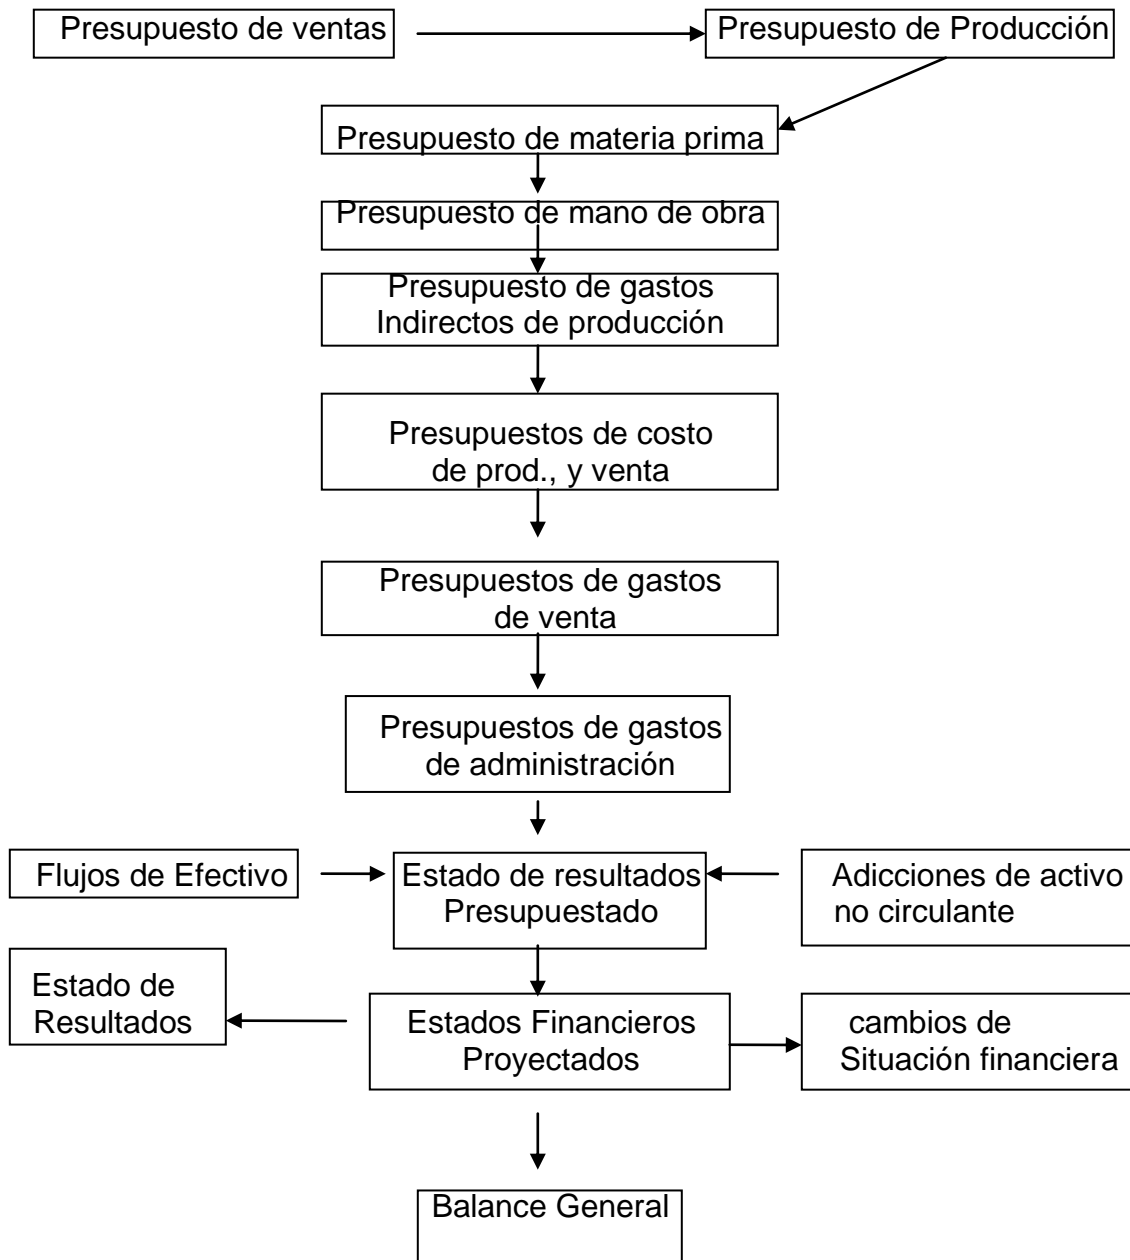 Presupuesto de ventas
Presupuesto de Producción
Presupuesto de materia prima
Presupuesto de mano de obra
Presupuesto de gastos
Indirectos de producción
Presupuestos de costo
de prod., y venta
Presupuestos de gastos
de venta
Presupuestos de gastos
de administración
Flujos de Efectivo
Estado de resultados
Presupuestado
Adicciones de activo
no circulante
Estado de
Resultados
Estados Financieros
Proyectados
cambios de
Situación financiera
Balance General